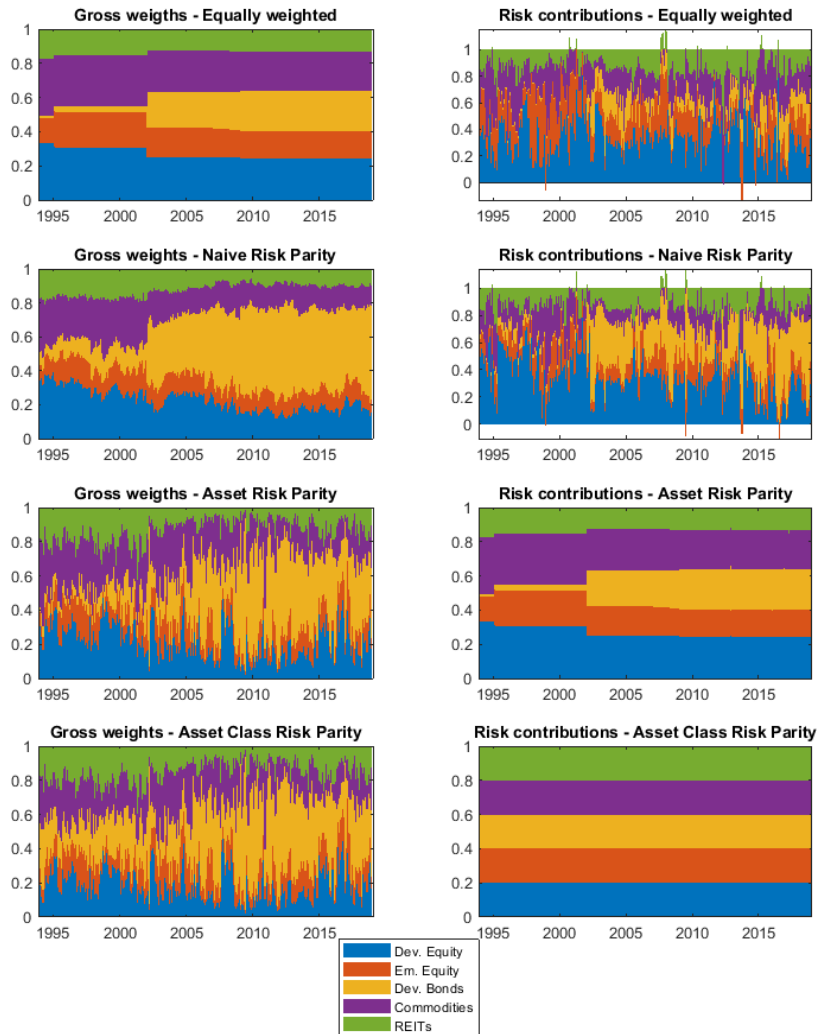 Gross weigths - Equally weighted
Risk contributions - Equally weighted
1
0.8
0.6
0.4
0.2
0
1995 2000 2005 2010 2015
1
0.8
0.6
0.4
0.2
0
1995 2000 2005 2010 2015
Gross weights - Naive Risk Parity
Risk contributions - Naive Risk Parity
1
0.8
0.6
0.4
0.2
0
1995 2000 2005 2010 2015
1
0.8
0.6
0.4
0.2
0
1995 2000 2005 2010 2015
Gross weigths - Asset Risk Parity
Risk contributions - Asset Risk Parity
1
0.8
0.6
0.4
0.2
0
1995 2000 2005 2010 2015
1
0.8
0.6
0.4
0.2
0
1995 2000 2005 2010 2015
Gross weights - Asset Class Risk Parity
Risk contributions - Asset Class Risk Parity
1
0.8
0.6
0.4
0.2
0
1995 2000 2005 2010 2015
1
0.8
0.6
0.4
0.2
0
1995 2000 2005 2010 2015
Dev. Equity
Em. Equity
Dev. Bonds
Commodities
REITs